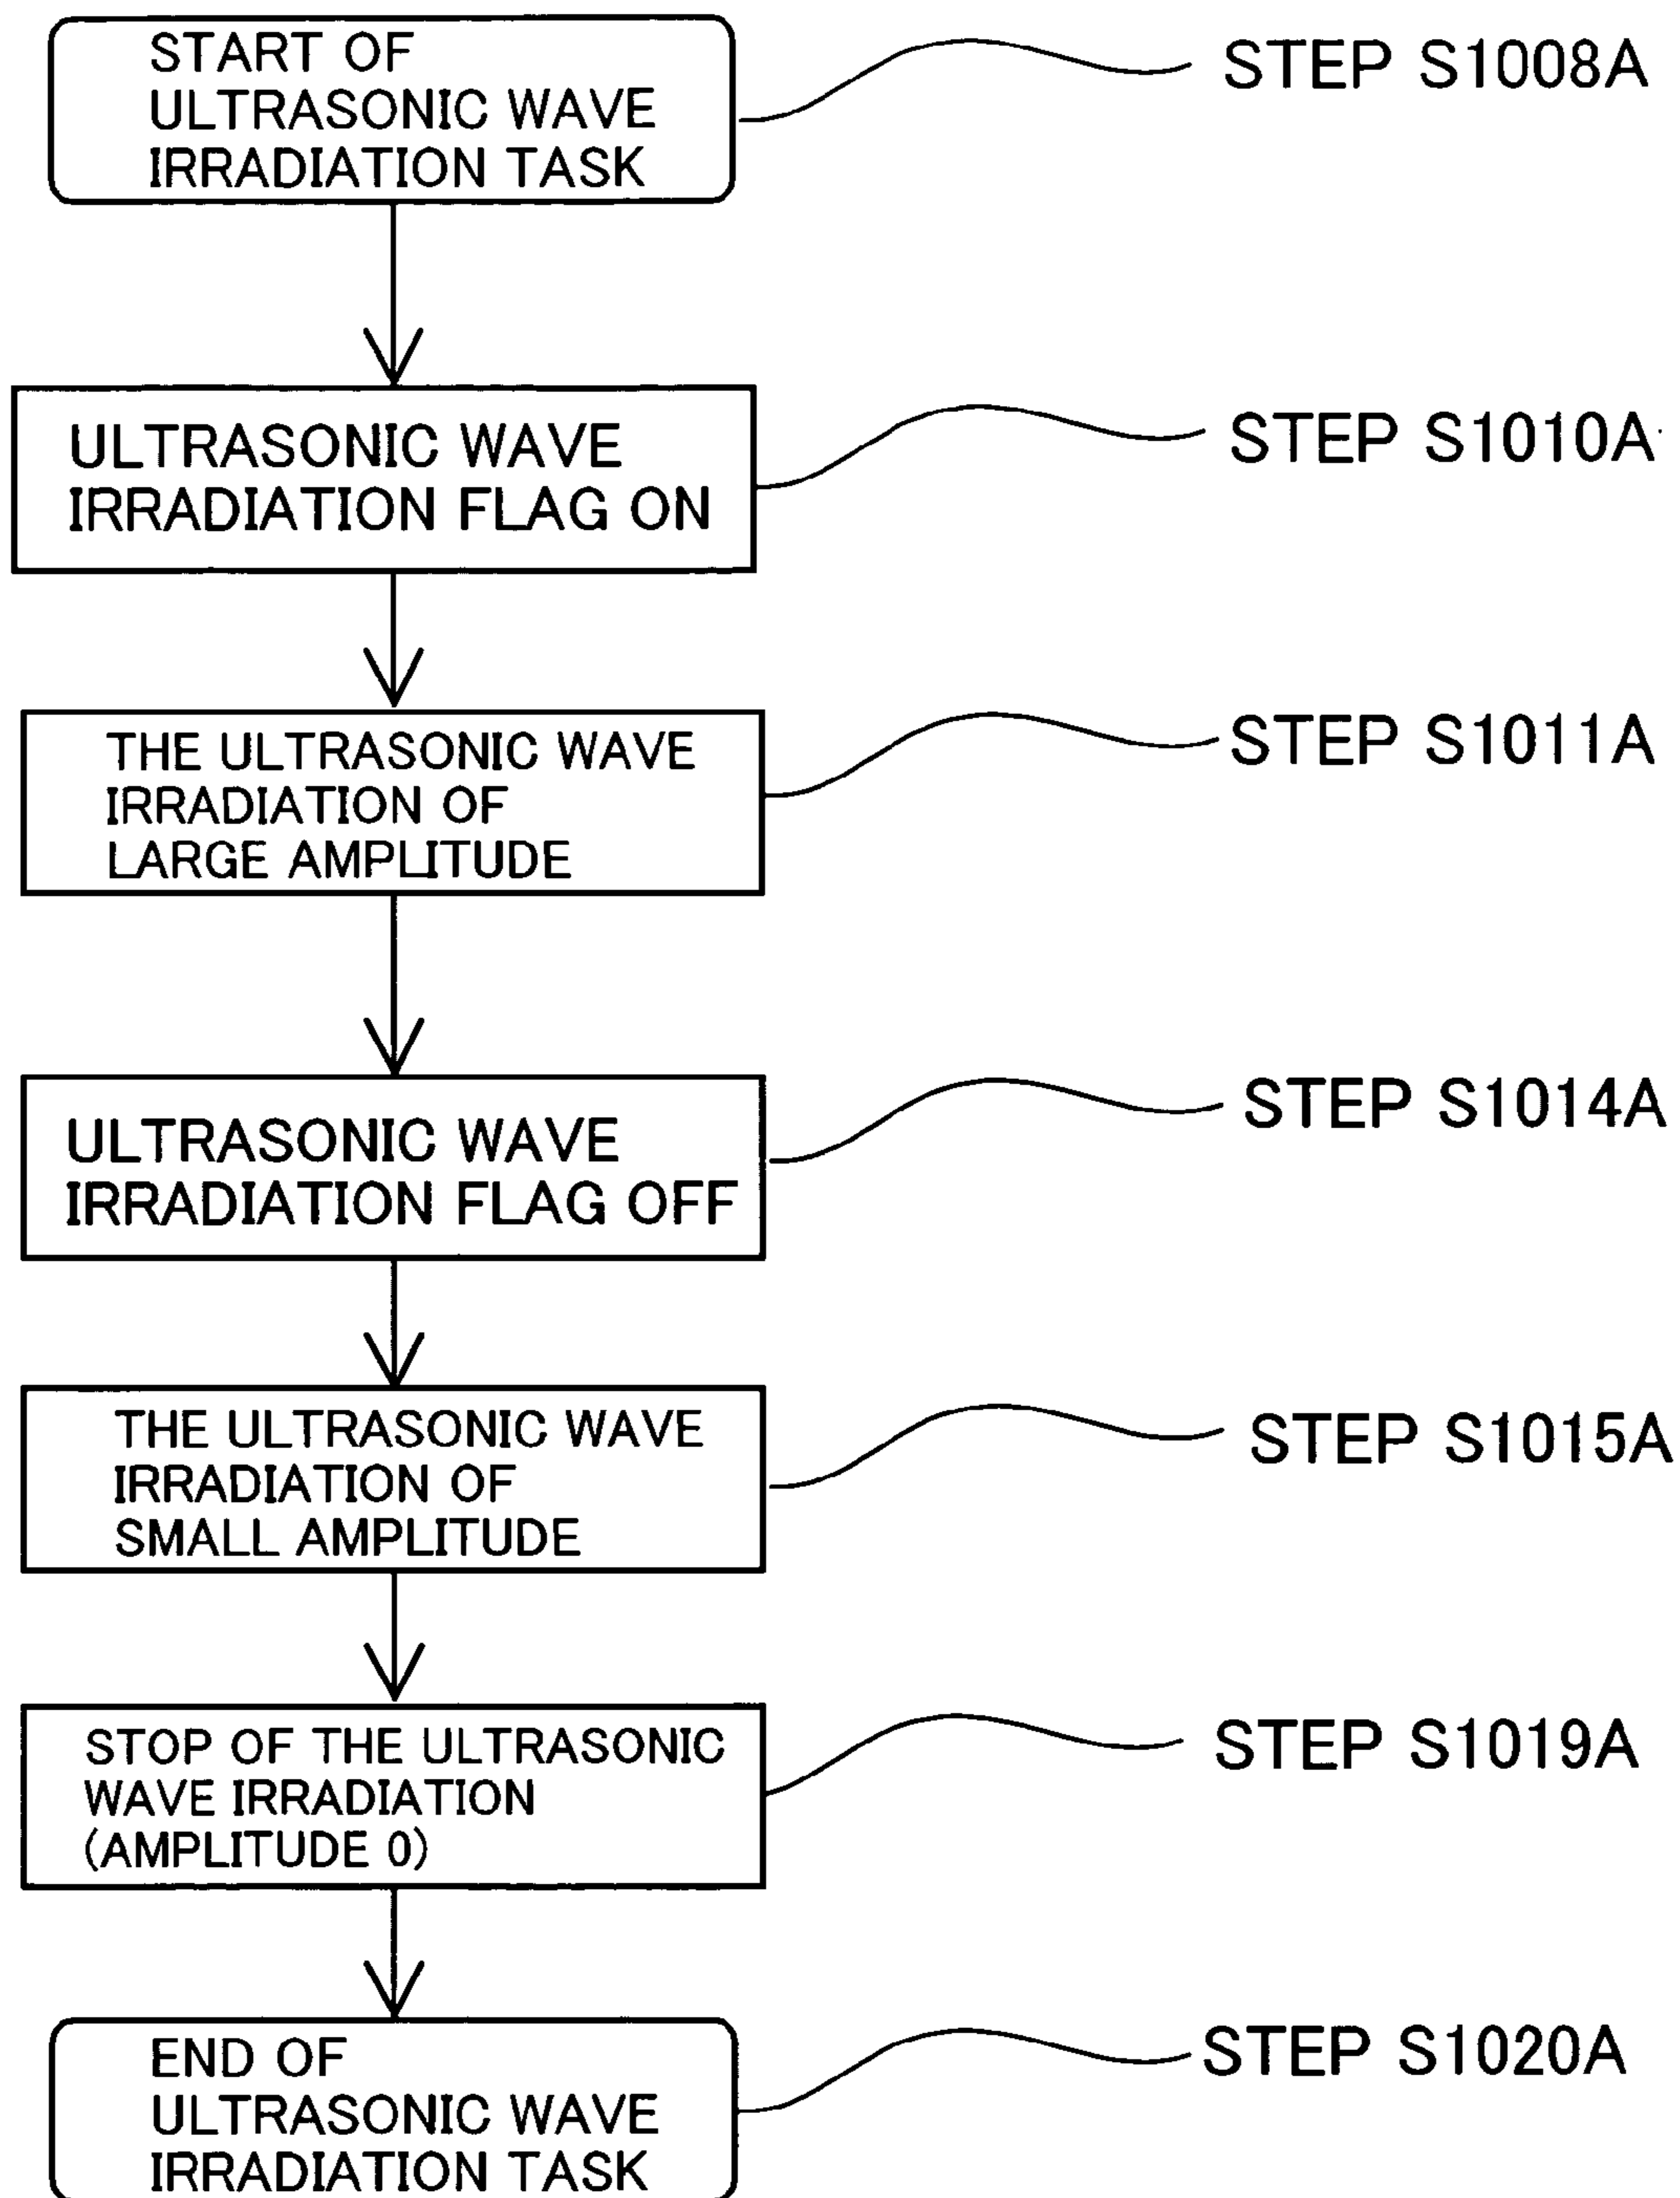 START OF
ULTRASONIC WAVE
IRRADIATION TASK
STEP S1008A
ULTRASONIC WAVE
IRRADIATION FLAG ON
STEP S1010A
THE ULTRASONIC WAVE
IRRADIATION OF
LARGE AMPLITUDE
STEP S1011A
ULTRASONIC WAVE
IRRADIATION FLAG OFF
STEP S1014A
THE ULTRASONIC WAVE
IRRADIATION OF
SMALL AMPLITUDE
STEP S1015A
STOP OF THE ULTRASONIC
WAVE IRRADIATION
(AMPLITUDE 0)
STEP S1019A
END OF
ULTRASONIC WAVE
IRRADIATION TASK
STEP S1020A